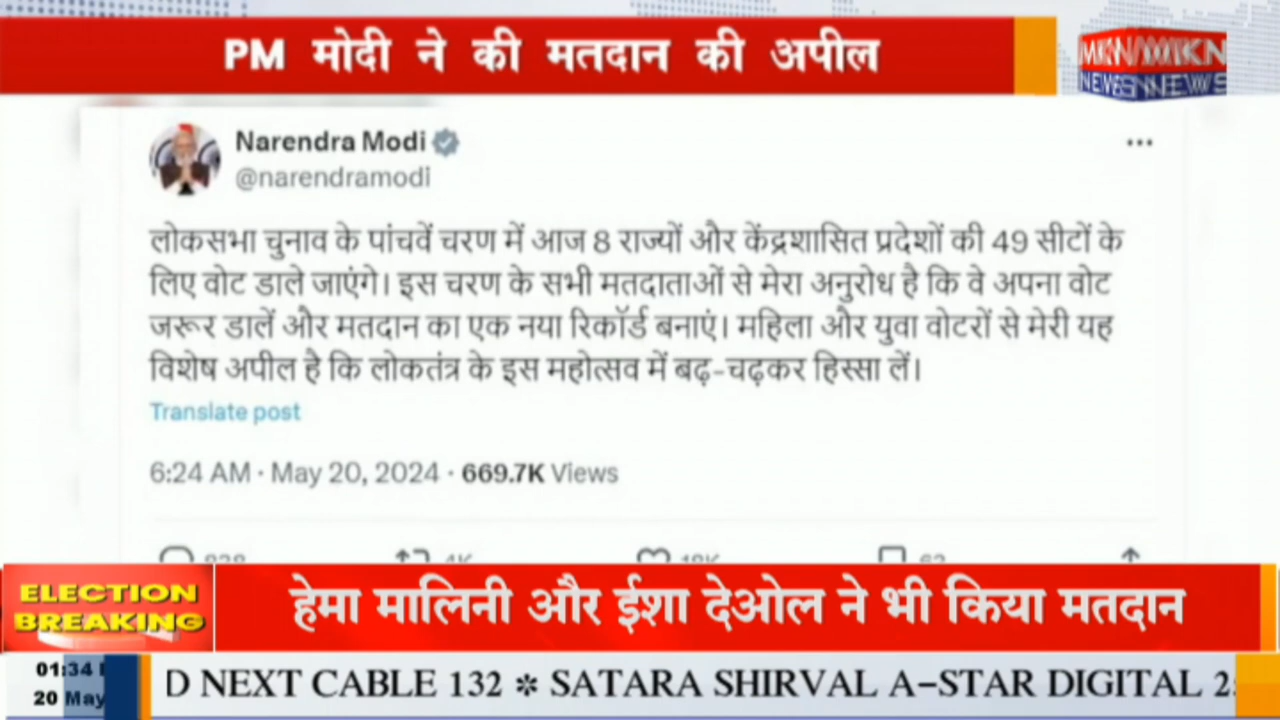 PM मोदी ने की मतदान की अपील
Narendra Modi
@narendramodi
लोकसभा चुनाव के पांचवें चरण में आज 8 राज्यों और केंद्रशासित प्रदेशों की 49 सीटों के
लिए वोट डाले जाएंगे। इस चरण के सभी मतदाताओं से मेरा अनुरोध है कि वे अपना वोट
जरूर डालें और मतदान का एक नया रिकॉर्ड बनाएं। महिला और युवा वोटरों से मेरी यह
विशेष अपील है कि लोकतंत्र के इस महोत्सव में बढ़-चढ़कर हिस्सा लें।
Translate post
6:24 AM · May 20, 2024 · 669.7K Views
ELECTION
BREAKING
हेमा मालिनी और ईशा देओल ने भी किया मतदान
01:34
20 May
D NEXT CABLE 132 * SATARA SHIRVAL A-STAR DIGITAL